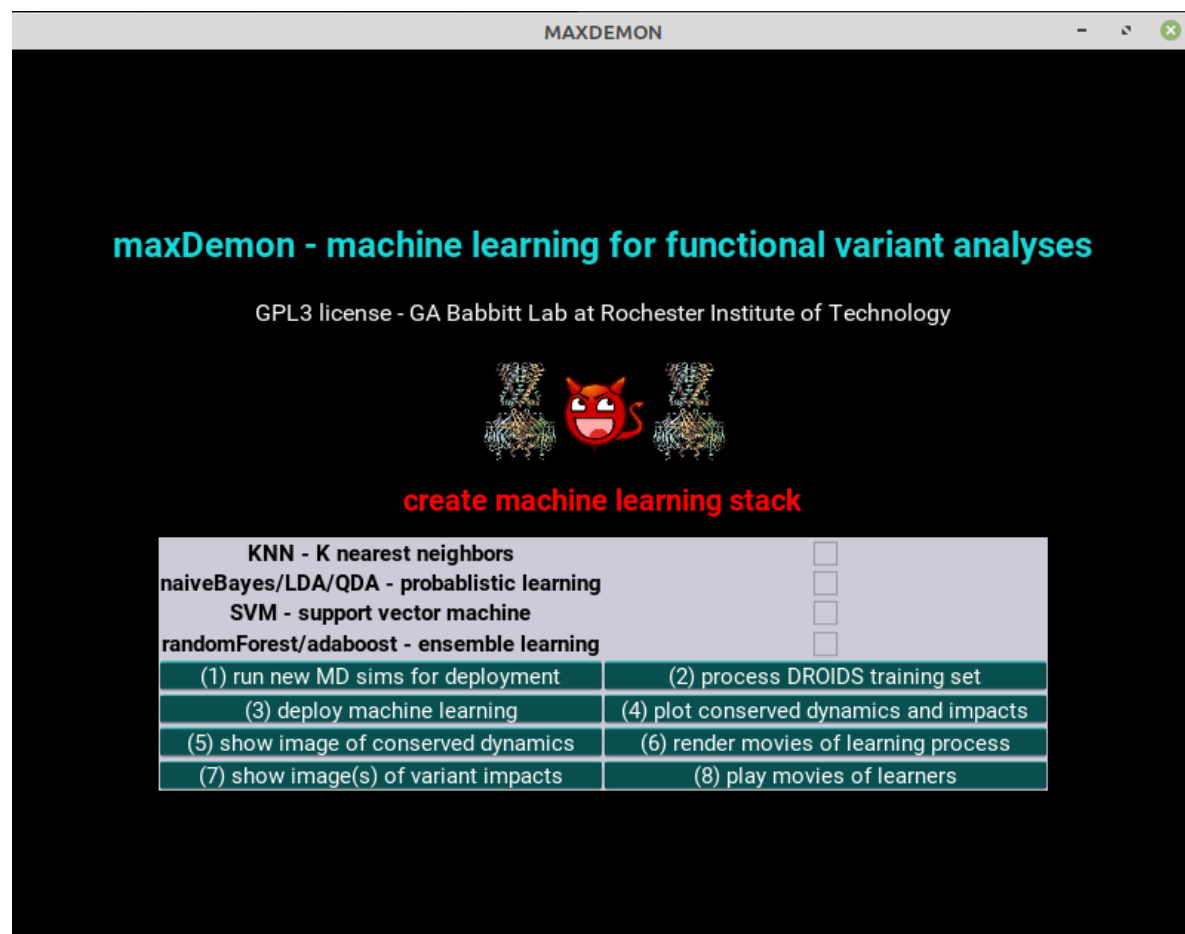 MAXDEMON
maxDemon - machine learning for functional variant analyses
GPL3 license - GA Babbitt Lab at Rochester Institute of Technology
create machine learning stack
KNN - K nearest neighbors
naiveBayes/LDA/QDA - probablistic learning
SVM - support vector machine
randomForest/adaboost - ensemble learning
(1) run new MD sims for deployment (2) process DROIDS training set
(3) deploy machine learning (4) plot conserved dynamics and impacts
(5) show image of conserved dynamics (6) render movies of learning process
(7) show image(s) of variant impacts (8) play movies of learners